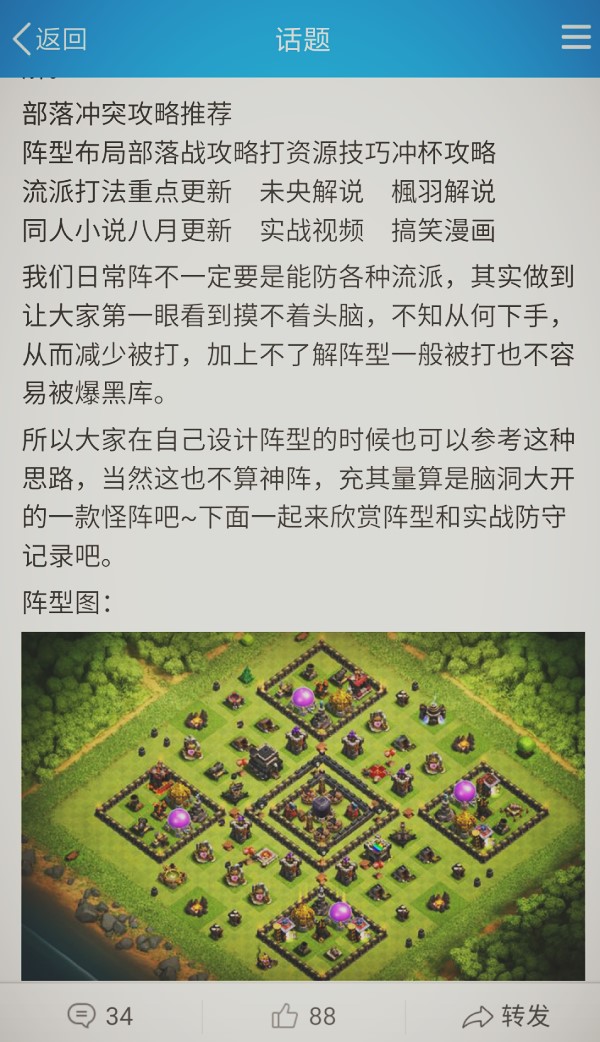 返回
话题
部落冲突攻略推荐
阵型布局部落战攻略打资源技巧冲杯攻略
流派打法重点更新 未央解说 楓羽解说
同人小说八月更新 实战视频 搞笑漫画
我们日常阵不一定要是能防各种流派，其实做到
让大家第一眼看到摸不着头脑，不知从何下手，
从而减少被打，加上不了解阵型一般被打也不容
易被爆黑库。
所以大家在自己设计阵型的时候也可以参考这种
思路，当然这也不算神阵，充其量算是脑洞大开
的一款怪阵吧~下面一起来欣赏阵型和实战防守
记录吧。
阵型图：
34
88
转发